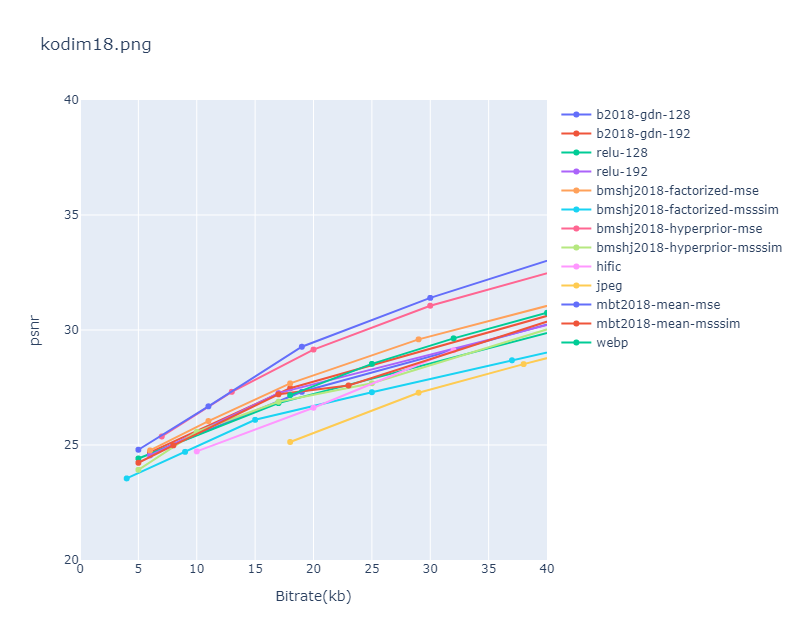 kodim18.png
psnr
40
35
30
25
20
0 5 10 15 20 25 30 35 40
Bitrate(kb)
b2018-gdn-128
b2018-gdn-192
relu-128
relu-192
bmshj2018-factorized-mse
bmshj2018-factorized-msssim
bmshj2018-hyperprior-mse
bmshj2018-hyperprior-msssim
hific
jpeg
mbt2018-mean-mse
mbt2018-mean-msssim
webp